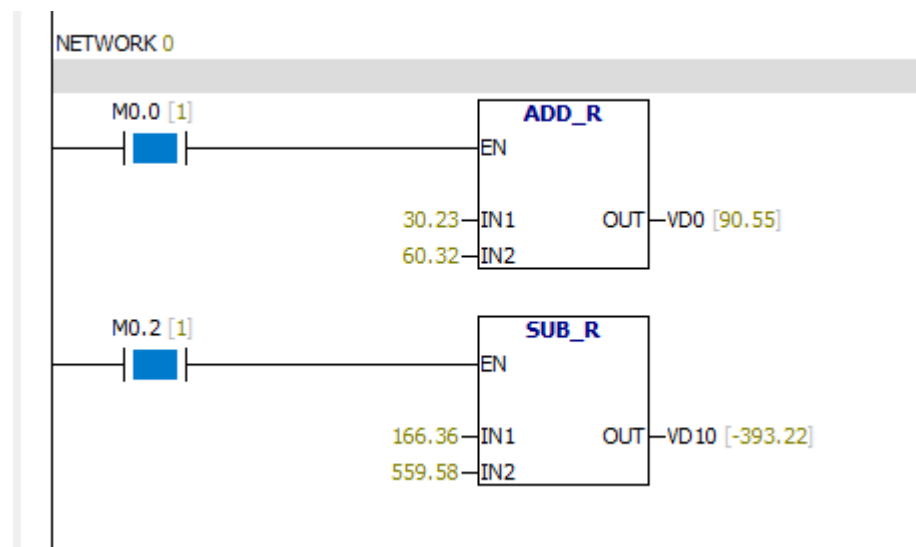 NETWORK 0
M0.0 [1]
ADD_R
EN
30.23 IN1 OUT VD0 [90.55]
60.32 IN2
M0.2 [1]
SUB_R
EN
166.36 IN1 OUT VD10 [-393.22]
559.58 IN2